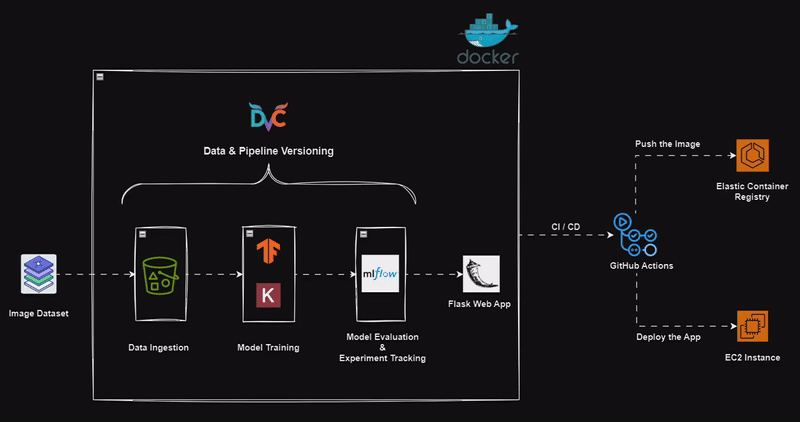 docker
DVC
Data & Pipeline Versioning
Push the Image
Elastic Container
Registry
CI / CD
GitHub Actions
mlflow
K
Image Dataset
Flask Web App
Data Ingestion
Model Training
Model Evaluation
&
Experiment Tracking
Deploy the App
EC2 Instance